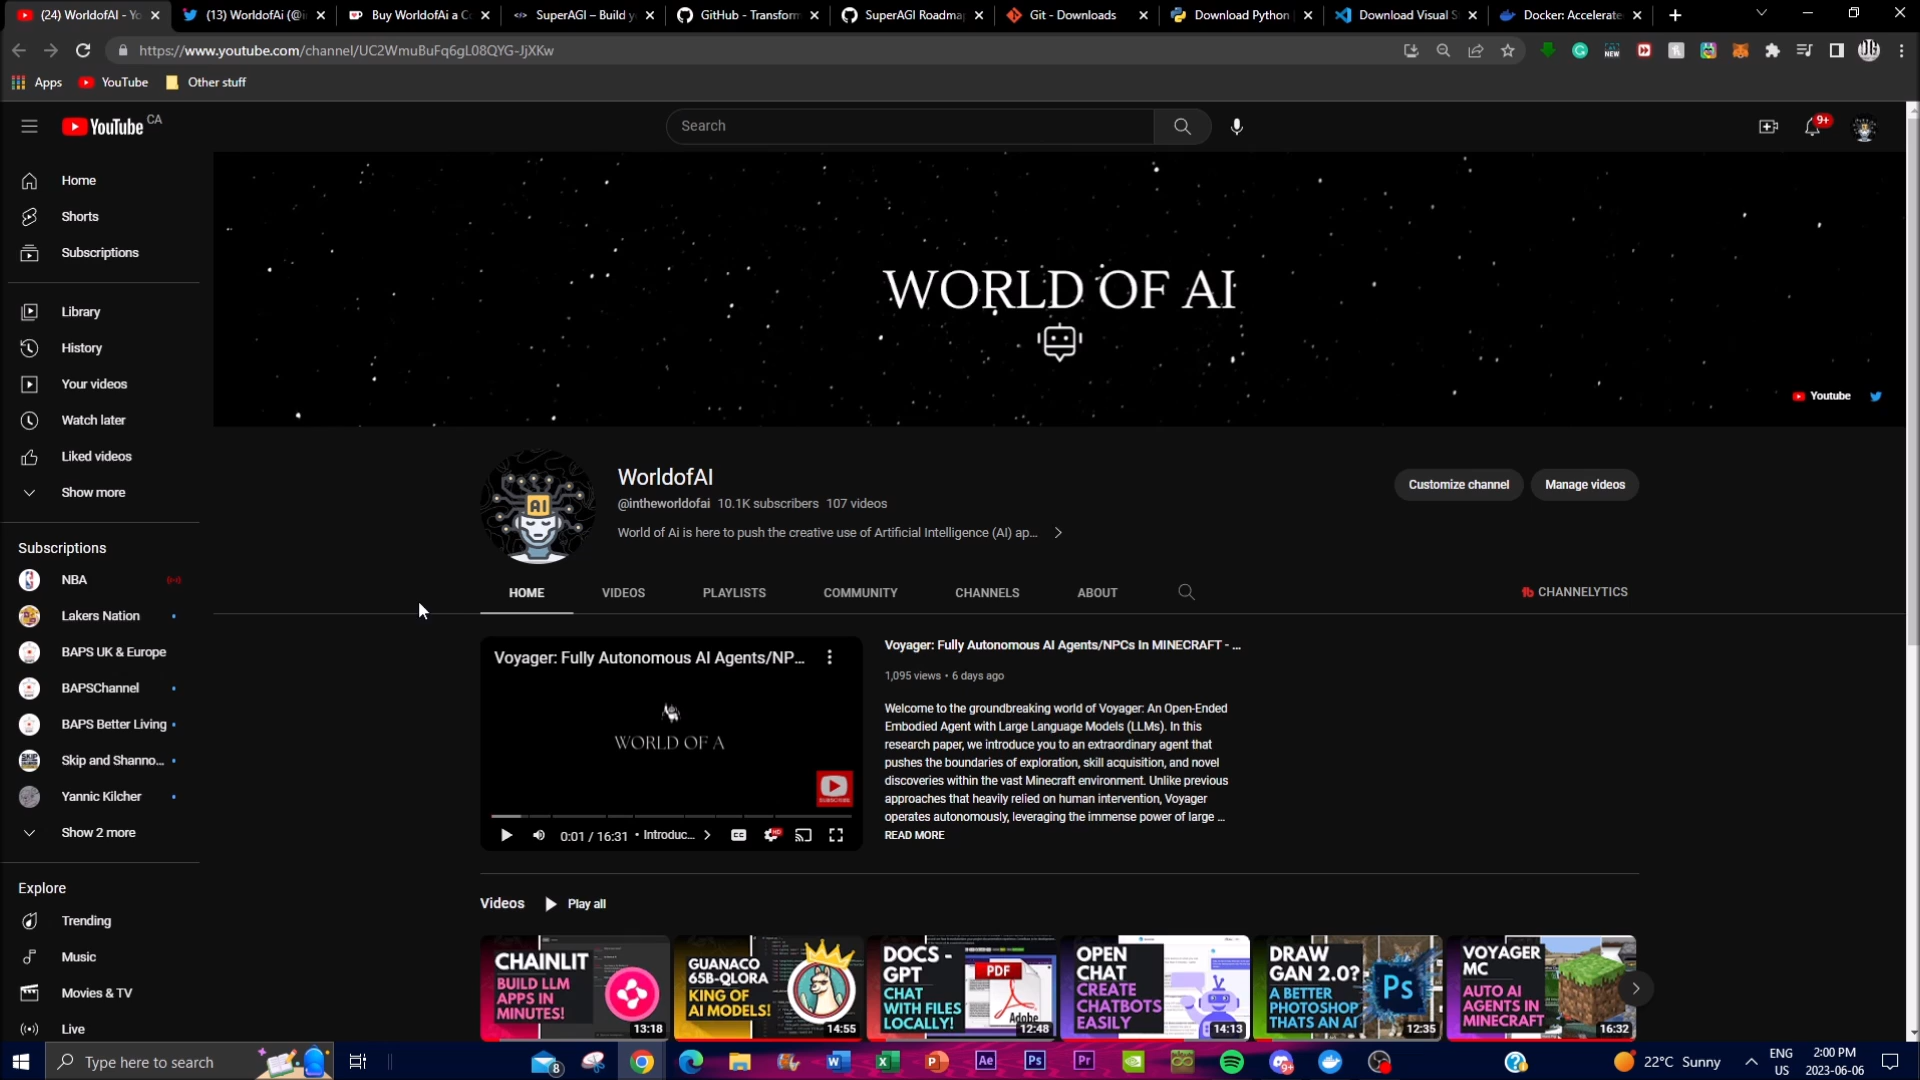 (24) WorldofAI - Yo
(13) WorldofAi (@i
Buy WorldofAi a C
SuperAGI – Build y
GitHub - Transform
SuperAGI Roadma
Git - Downloads
Download Python
Download Visual S
Docker: Accelerate
https://www.youtube.com/channel/UC2WmuBuFq6gL08QYG-JjXKw
NEW
Apps
YouTube
Other stuff
YouTube CA
Search
9+
Home
Shorts
Subscriptions
Library
History
Your videos
Watch later
Liked videos
Show more
Subscriptions
NBA
Lakers Nation
BAPS UK & Europe
BAPSChannel
BAPS Better Living
Skip and Shanno...
Yannic Kilcher
Show 2 more
Explore
Trending
Music
Movies & TV
Live
WORLD OF AI
Youtube
AI
WorldofAI
@intheworldofai 10.1K subscribers 107 videos
World of Ai is here to push the creative use of Artificial Intelligence (AI) ap...
Customize channel
Manage videos
HOME
VIDEOS
PLAYLISTS
COMMUNITY
CHANNELS
ABOUT
CHANNELYTICS
Voyager: Fully Autonomous AI Agents/NP...
WORLD OF A
SUBSCRIBE
0:01 / 16:31 • Introduc...
CC
HD
Voyager: Fully Autonomous AI Agents/NPCs In MINECRAFT - ...
1,095 views • 6 days ago
Welcome to the groundbreaking world of Voyager: An Open-Ended
Embodied Agent with Large Language Models (LLMs). In this
research paper, we introduce you to an extraordinary agent that
pushes the boundaries of exploration, skill acquisition, and novel
discoveries within the vast Minecraft environment. Unlike previous
approaches that heavily relied on human intervention, Voyager
operates autonomously, leveraging the immense power of large ...
READ MORE
Videos
Play all
CHAINLIT
BUILD LLM
APPS IN
MINUTES!
13:18
GUANACO
65B-QLORA
KING OF
AI MODELS!
14:55
DOCS -
GPT
CHAT
WITH FILES
LOCALLY!
PDF
Adobe
12:48
OPEN
CHAT
CREATE
CHATBOTS
EASILY
14:13
DRAW
GAN 2.0?
A BETTER
PHOTOSHOP
THATS AN AI
Ps
12:35
VOYAGER
MC
AUTO AI
AGENTS IN
MINECRAFT
16:32
Type here to search
8
Ae
Ps
Pr
22°C Sunny
ENG
US
2:00 PM
2023-06-06